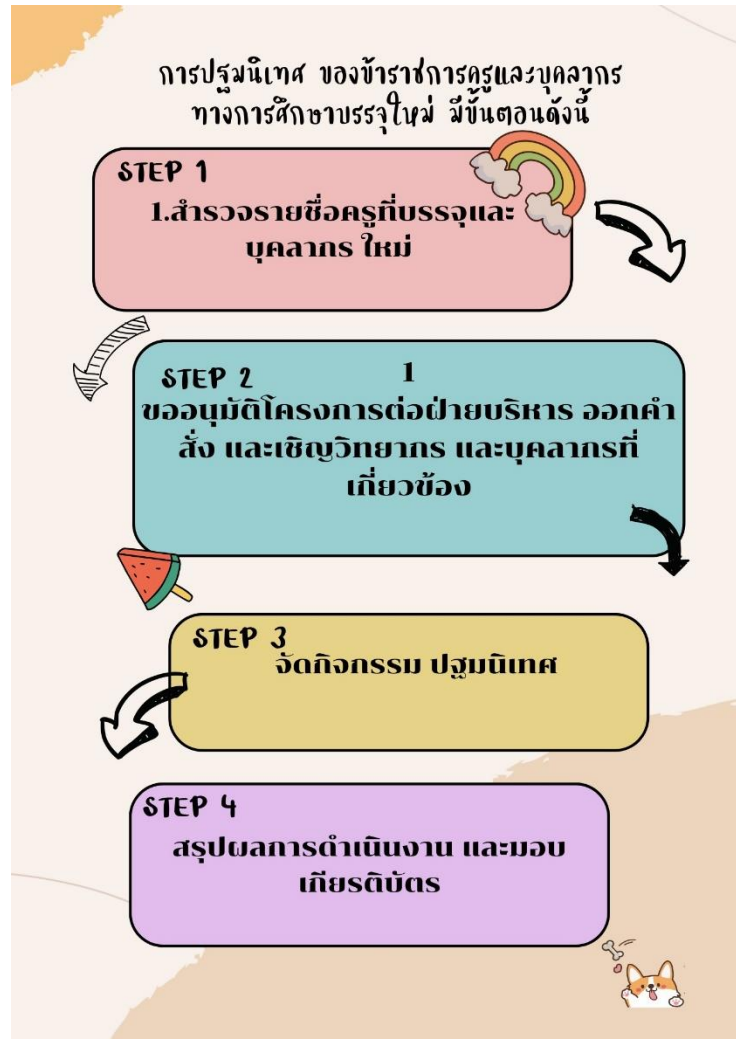 การปฐมนิเทศ ของข้าราชการครูและบุคลากร
ทางการศึกษาบรรจุใหม่ มีขั้นตอนดังนี้
STEP 1
1.สำรวจรายชื่อครูที่บรรจุและ
บุคลากร ใหม่
STEP 2 1
ขออนุมัติโครงการต่อฝ่ายบริหาร ออกคำ
สั่ง และเชิญวิทยากร และบุคลากรที่
เกี่ยวข้อง
STEP 3
จัดกิจกรรม ปฐมนิเทศ
STEP 4
สรุปผลการดำเนินงาน และมอบ
เกียรติบัตร